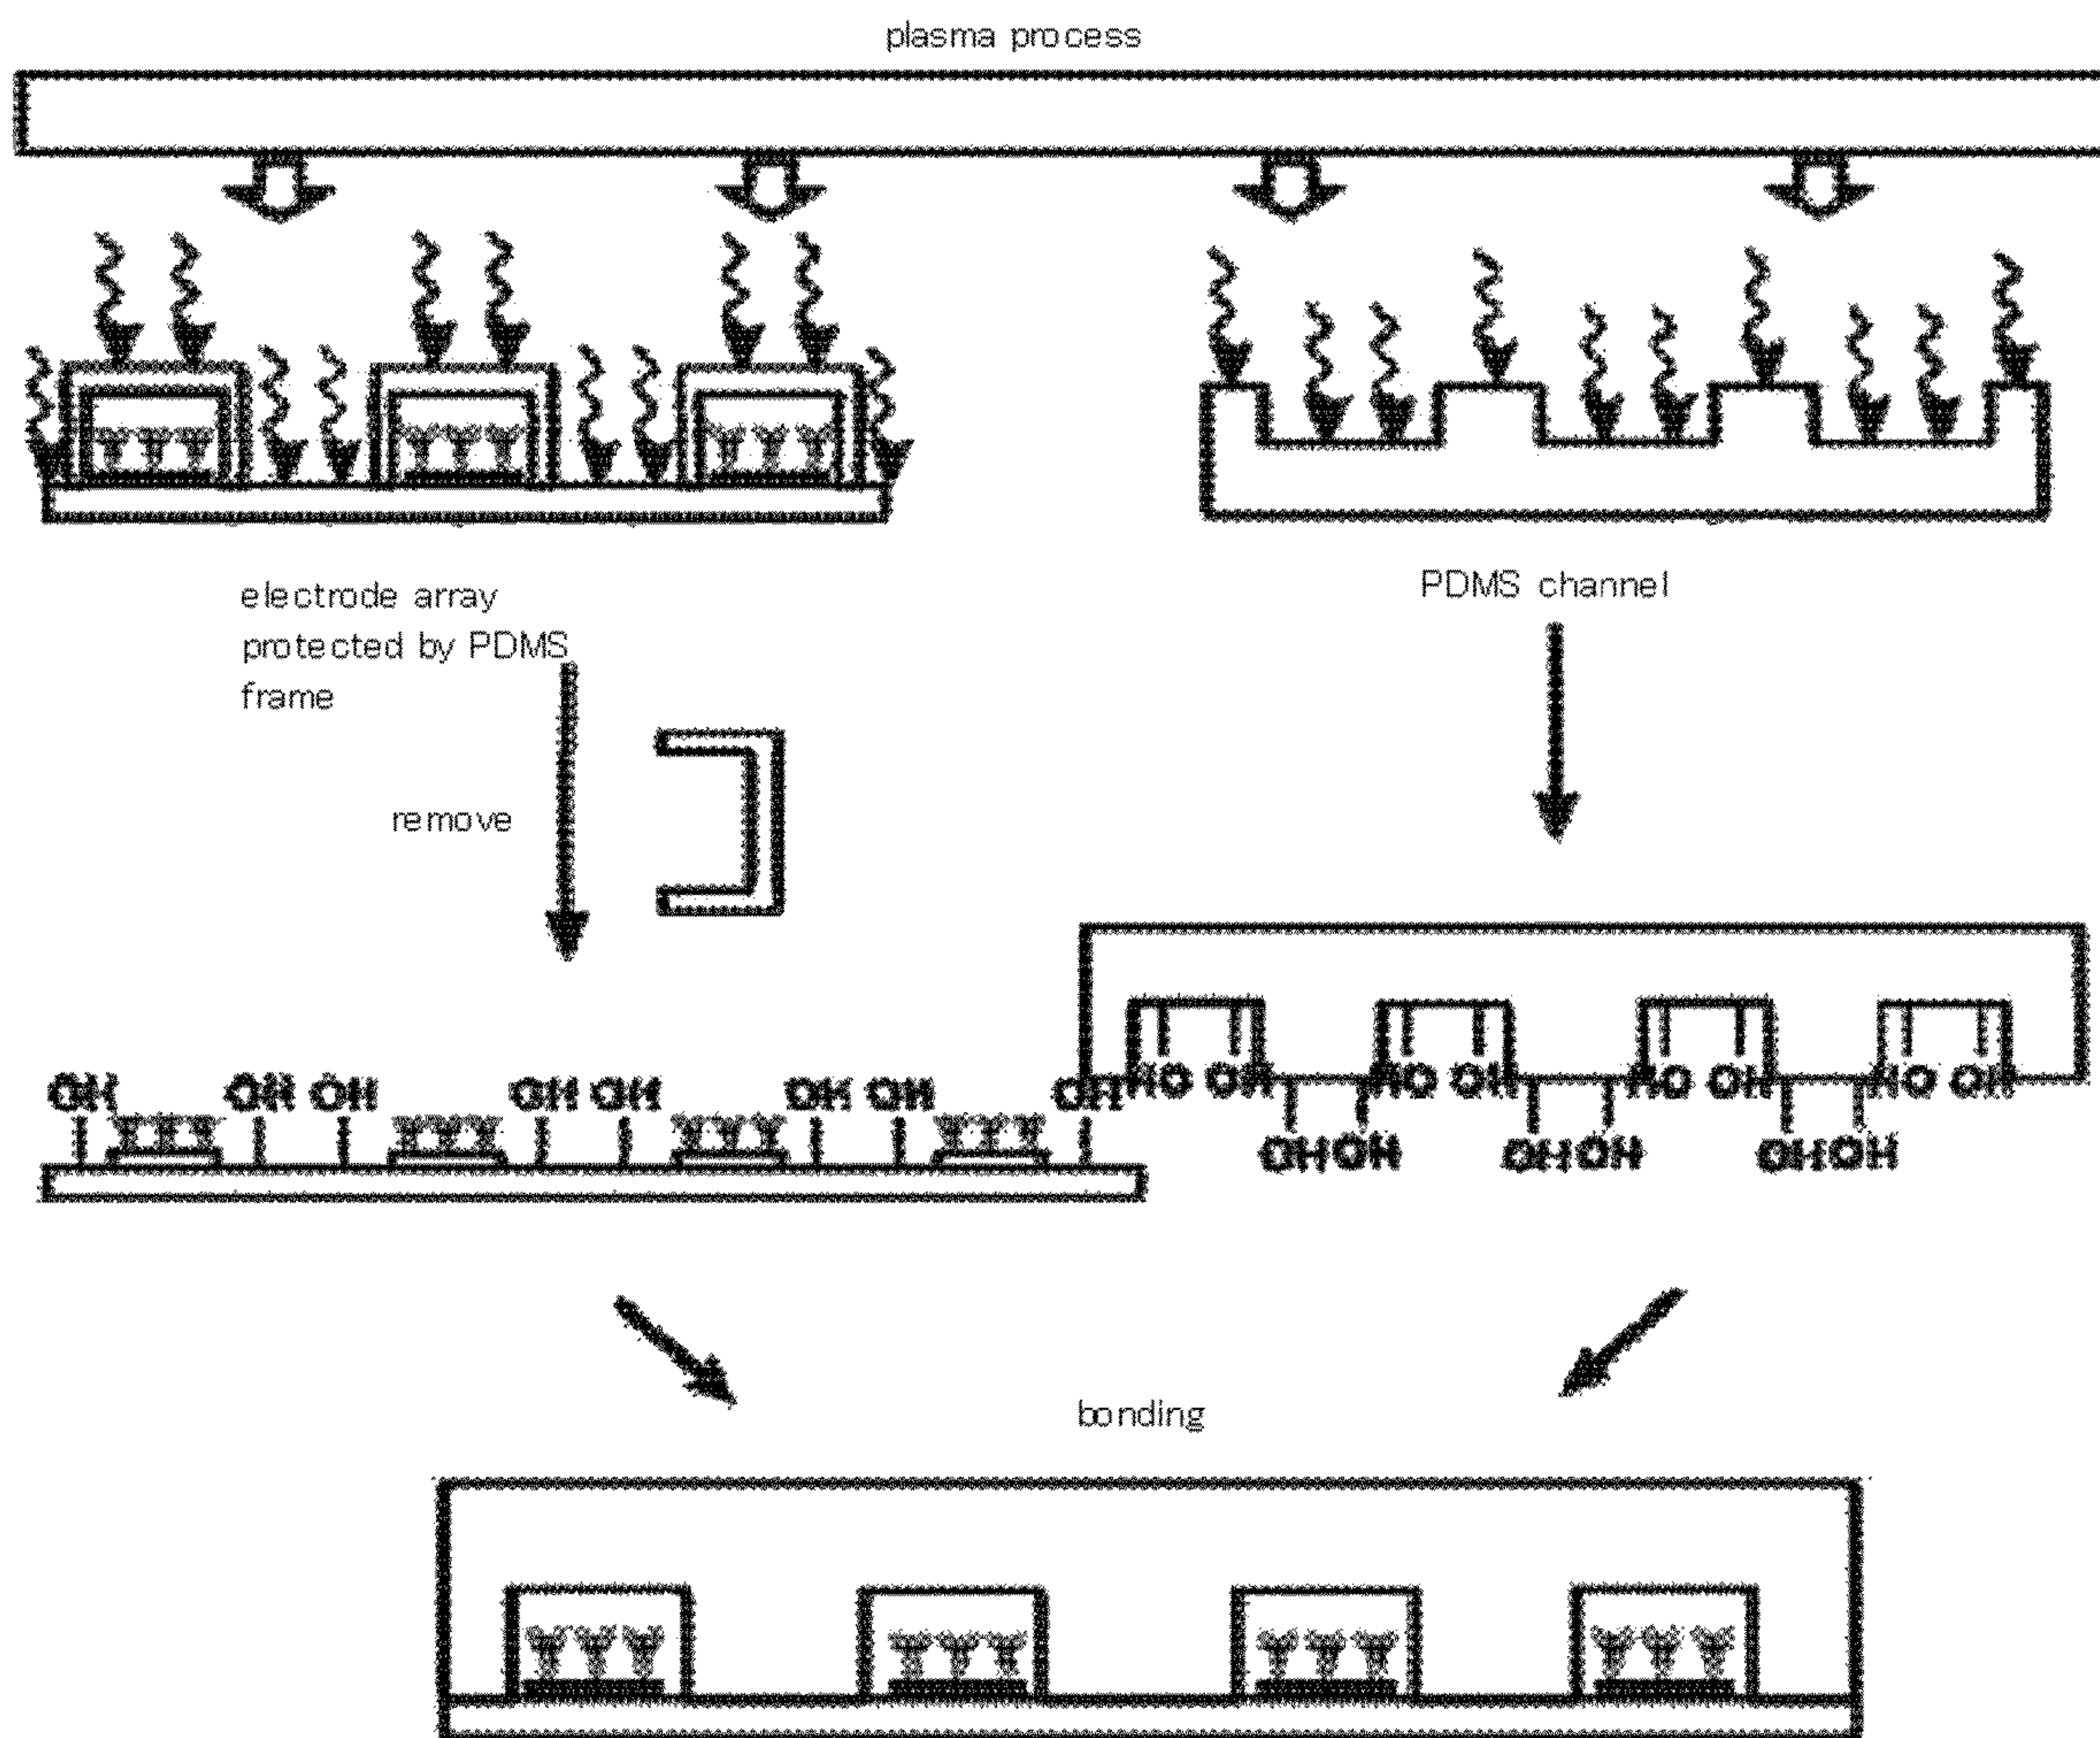 plasma process
electrode array
protected by PDMS
frame
PDMS channel
remove
OH OH OH OH OH OH OH OH
HO OH HO OH HO OH HO OH
OHOH OHOH OHOH
bonding